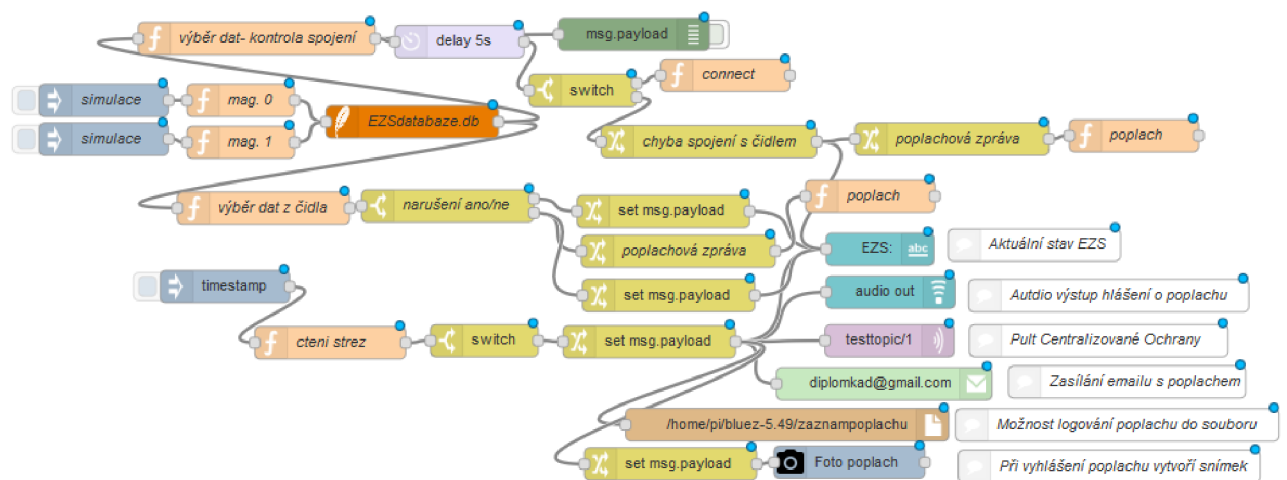 výběr dat- kontrola spojení
delay 5s
msg.payload
switch
connect
simulace
mag. 0
EZSdatabaze.db
simulace
mag. 1
chyba spojení s čidlem
poplachová zpráva
poplach
výběr dat z čidla
narušení ano/ne
set msg.payload
poplach
poplachová zpráva
EZS:
abc
Aktuální stav EZS
timestamp
set msg.payload
audio out
Autdio výstup hlášení o poplachu
cteni strez
switch
set msg.payload
testtopic/1
Pult Centralizované Ochrany
diplomkad@gmail.com
Zasílání emailu s poplachem
/home/pi/bluez-5.49/zaznampoplachu
Možnost logování poplachu do souboru
set msg.payload
Foto poplach
Při vyhlášení poplachu vytvoří snímek